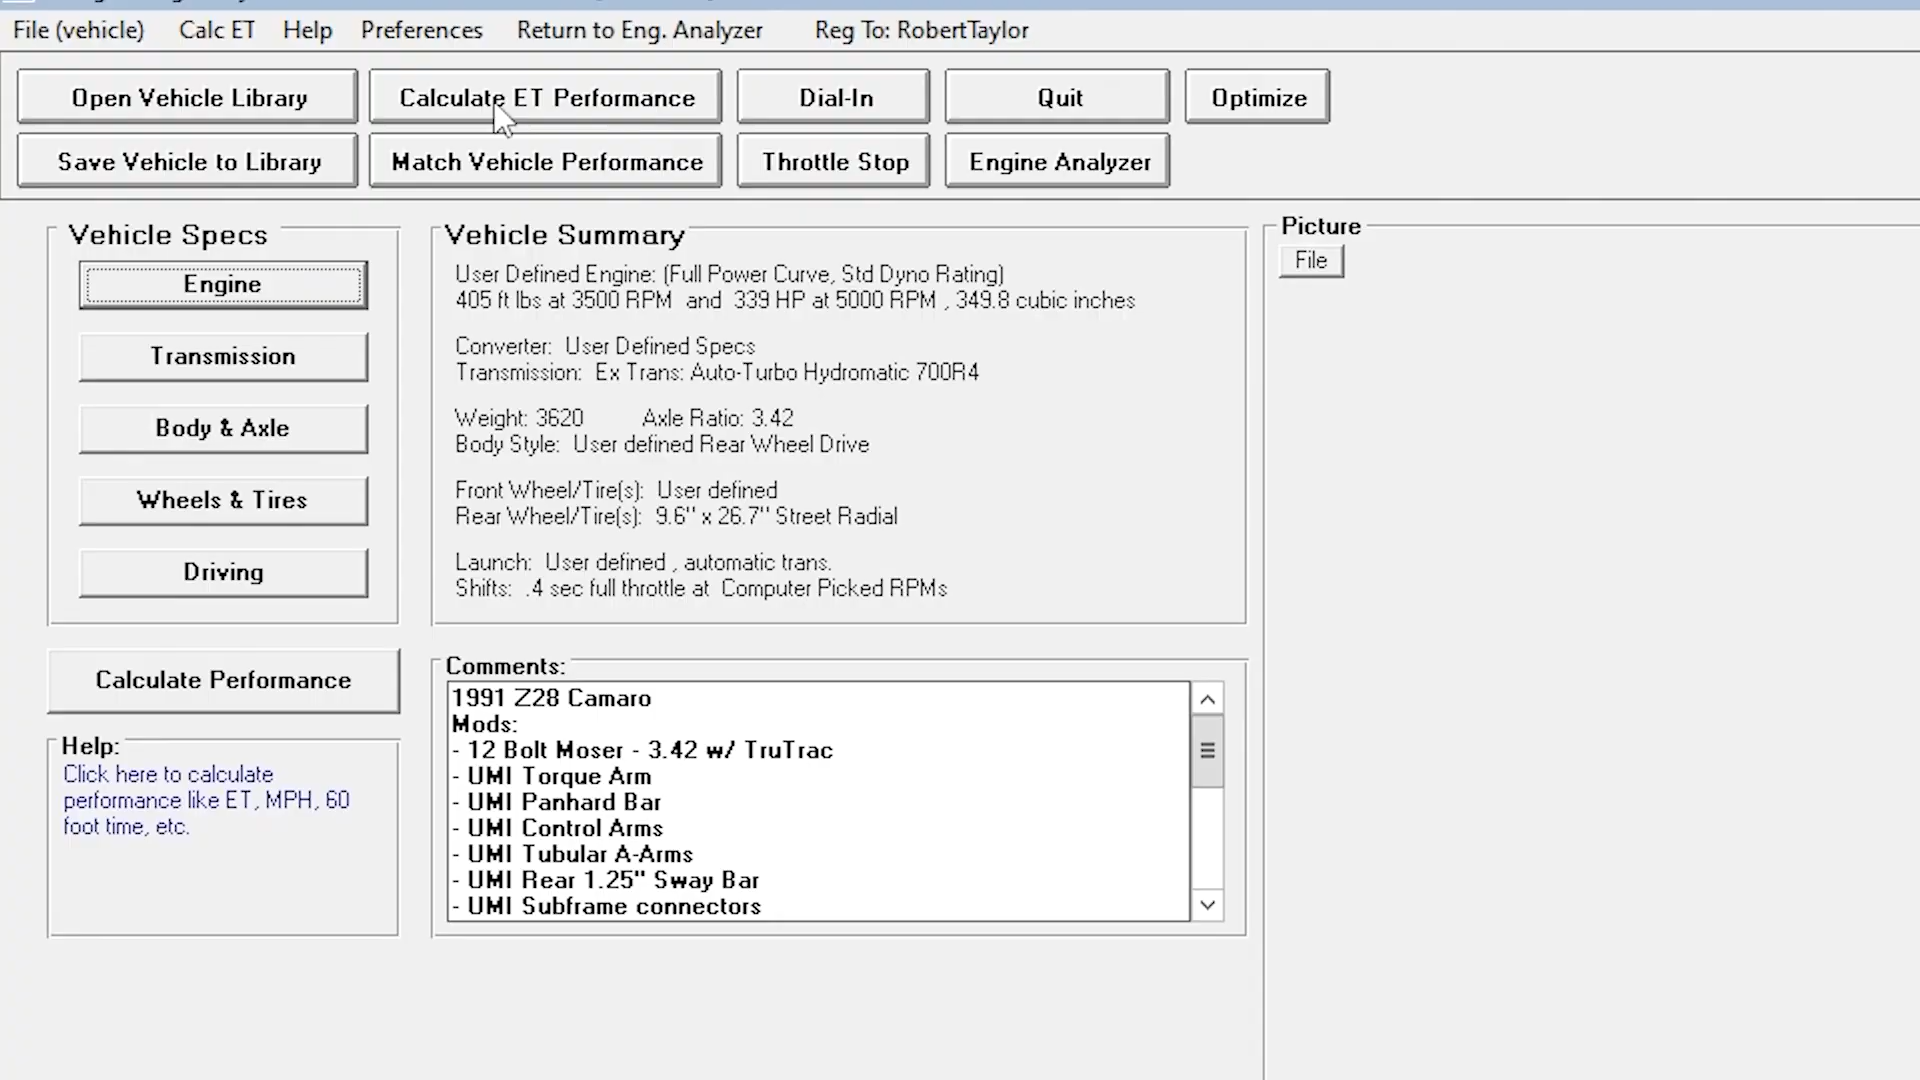 File (vehicle) Calc ET Help Preferences Return to Eng. Analyzer Reg To: RobertTaylor
Open Vehicle Library Calculate ET Performance Dial-In Quit Optimize
Save Vehicle to Library Match Vehicle Performance Throttle Stop Engine Analyzer
Vehicle Specs
Engine
Transmission
Body & Axle
Wheels & Tires
Driving
Calculate Performance
Help:
Click here to calculate
performance like ET, MPH, 60
foot time, etc.
Vehicle Summary
User Defined Engine: (Full Power Curve, Std Dyno Rating)
405 ft lbs at 3500 RPM and 339 HP at 5000 RPM , 349.8 cubic inches
Converter: User Defined Specs
Transmission: Ex Trans: Auto-Turbo Hydromatic 700R4
Weight: 3620 Axle Ratio: 3.42
Body Style: User defined Rear Wheel Drive
Front Wheel/Tire(s): User defined
Rear Wheel/Tire(s): 9.6" x 26.7" Street Radial
Launch: User defined , automatic trans.
Shifts: .4 sec full throttle at Computer Picked RPMs
Comments:
1991 Z28 Camaro
Mods:
- 12 Bolt Moser - 3.42 w/ TruTrac
- UMI Torque Arm
- UMI Panhard Bar
- UMI Control Arms
- UMI Tubular A-Arms
- UMI Rear 1.25" Sway Bar
- UMI Subframe connectors
Picture
File